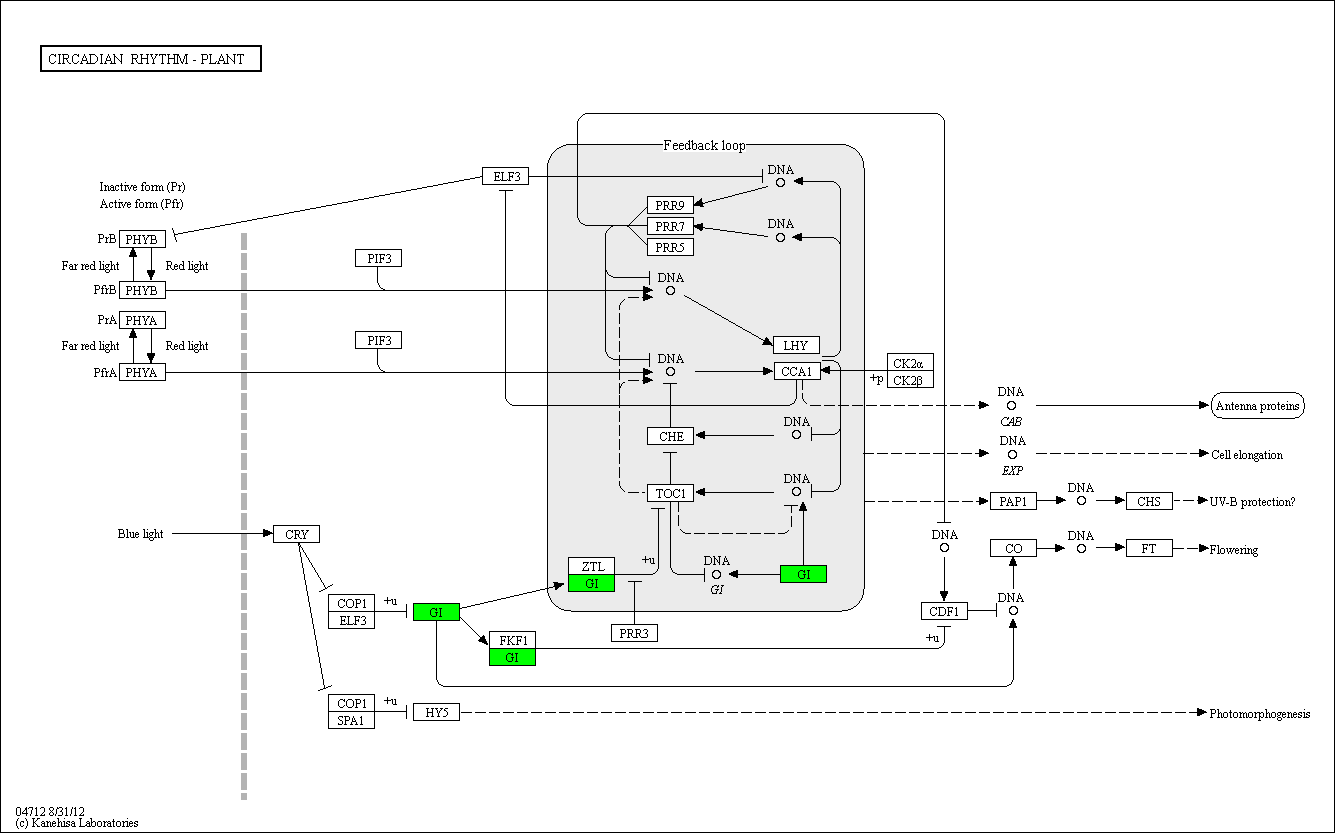 CIRCADIAN RHYTHM - PLANT
Feedback loop
Inactive form (Pr)
Active form (Pfr)
ELF3
DNA
PRR9
PRR7
DNA
PRR5
PrB PHYB
Far red light Red light
PfrB PHYB
PIF3
DNA
PrA PHYA
Far red light Red light
PfrA PHYA
PIF3
DNA
LHY
CCA1
CK2α
+p CK2β
DNA
CAB
Antenna proteins
CHE
DNA
DNA
EXP
Cell elongation
TOC1
DNA
PAP1
DNA
CHS
UV-B protection?
Blue light
CRY
DNA
CO
DNA
FT
Flowering
ZTL
GI
+u
DNA
GI
GI
COP1
ELF3
+u
GI
PRR3
CDF1
+u
DNA
FKF1
GI
COP1
SPA1
+u
HY5
Photomorphogenesis
04712 8/31/12
(c) Kanehisa Laboratories